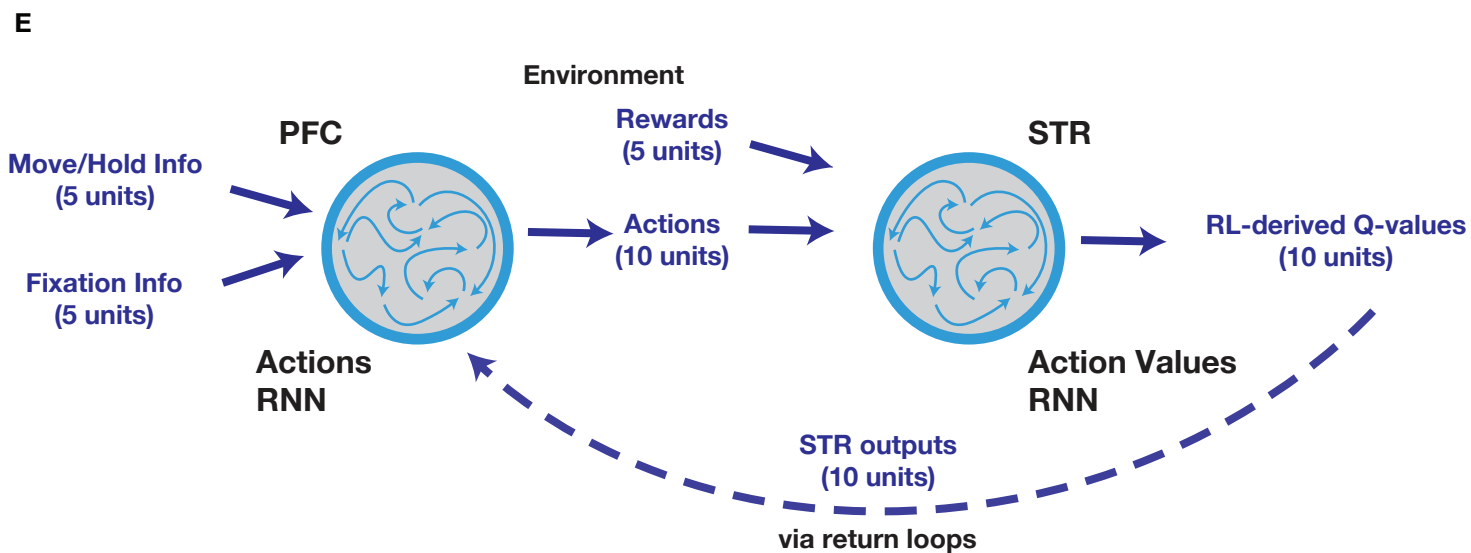 E
Environment
PFC
Rewards
(5 units)
STR
Move/Hold Info
(5 units)
Actions
(10 units)
RL-derived Q-values
(10 units)
Fixation Info
(5 units)
Actions
RNN
Action Values
RNN
STR outputs
(10 units)
via return loops